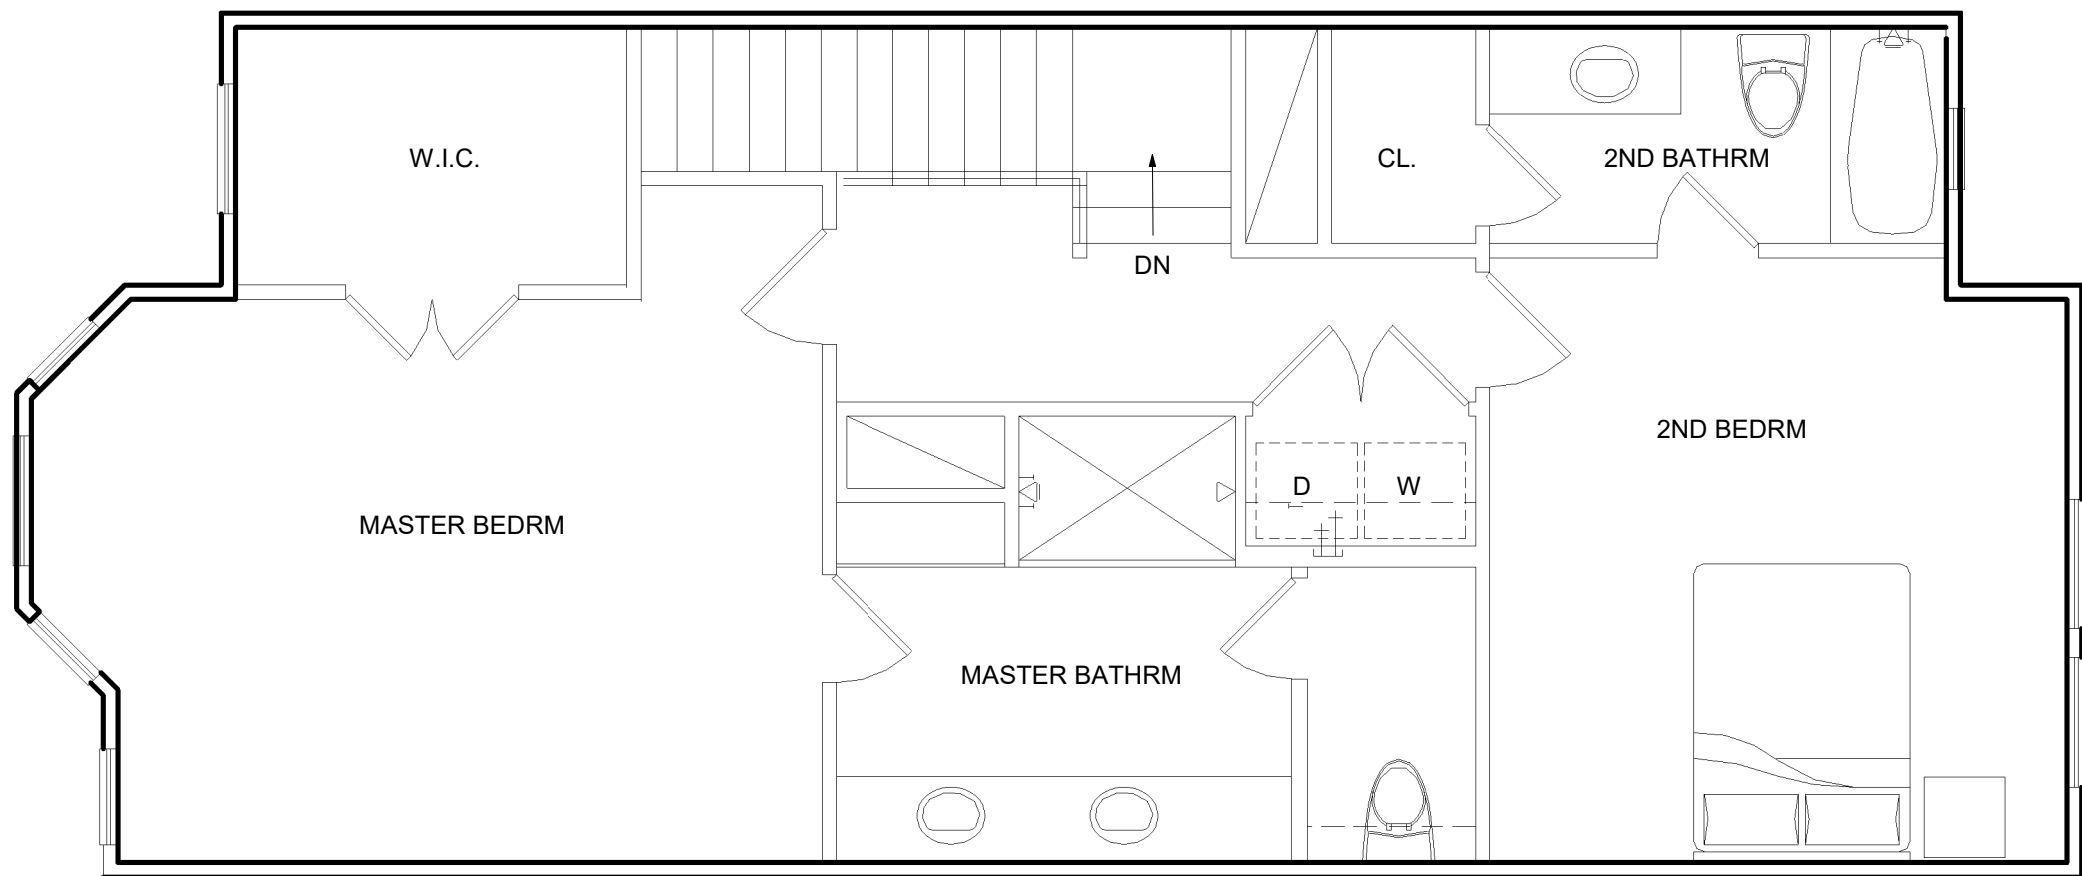 W.I.C.
CL.
2ND BATHRM
DN
2ND BEDRM
D
W
MASTER BEDRM
MASTER BATHRM